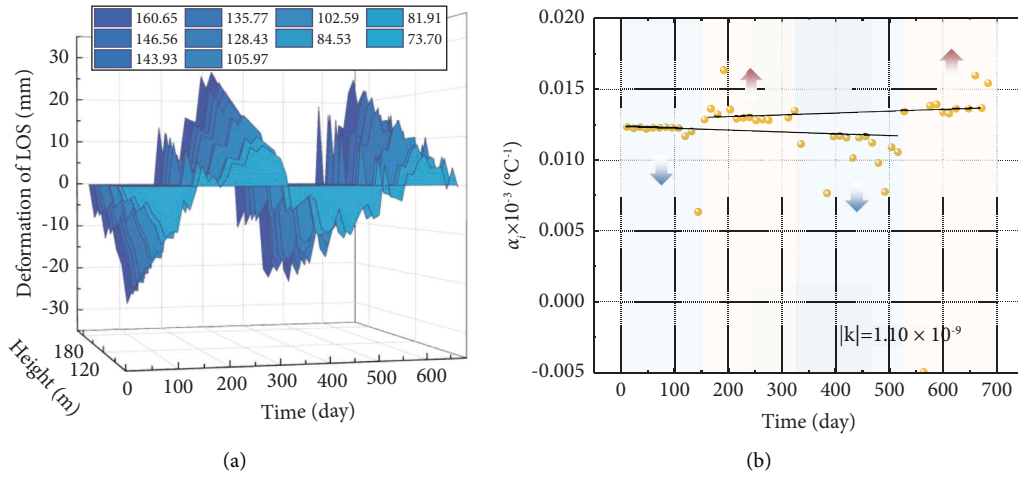 160.65 135.77 102.59 81.91
146.56 128.43 84.53 73.70
143.93 105.97
Deformation of LOS (mm)
30
20
10
0
-10
-20
-30
Height (m)
180
120
0 100 200 300 400 500 600
Time (day)
(a)
αᵢ×10⁻³ (°C⁻¹)
0.020
0.015
0.010
0.005
0.000
-0.005
|k|=1.10 × 10⁻⁹
0 100 200 300 400 500 600 700
Time (day)
(b)